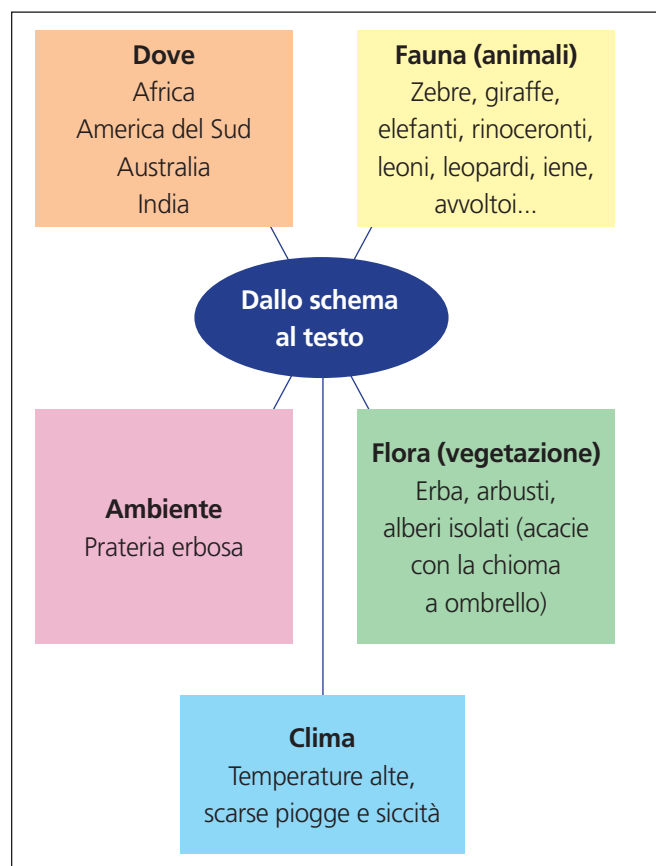 Dove
Africa
America del Sud
Australia
India
Fauna (animali)
Zebre, giraffe,
elefanti, rinoceronti,
leoni, leopardi, iene,
avvoltoi...
Dallo schema
al testo
Ambiente
Prateria erbosa
Flora (vegetazione)
Erba, arbusti,
alberi isolati (acacie
con la chioma
a ombrello)
Clima
Temperature alte,
scarse piogge e siccità